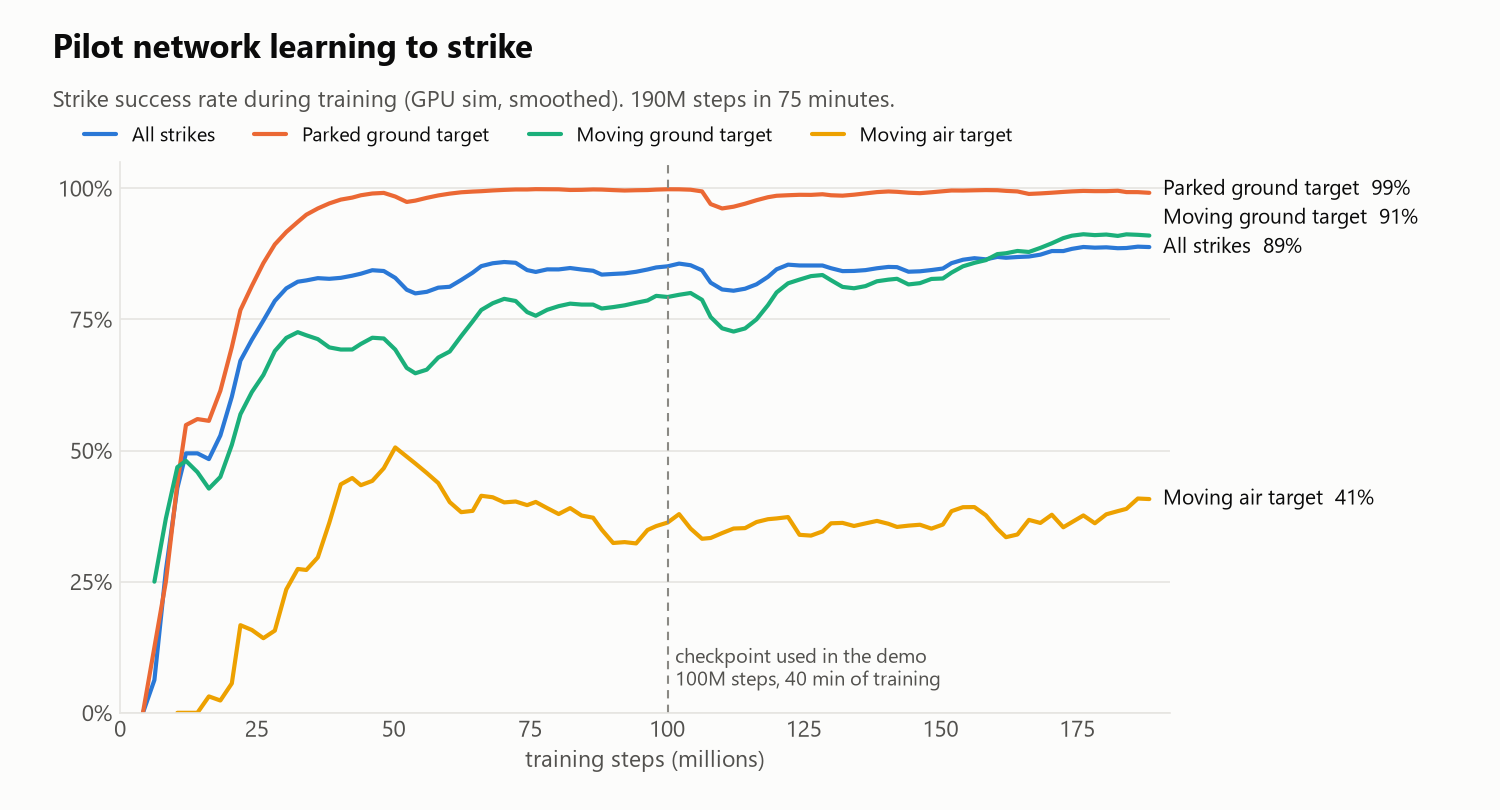 Pilot network learning to strike
Strike success rate during training (GPU sim, smoothed). 190M steps in 75 minutes.
All strikes Parked ground target Moving ground target Moving air target
100%
75%
50%
25%
0%
Parked ground target 99%
Moving ground target 91%
All strikes 89%
Moving air target 41%
checkpoint used in the demo
100M steps, 40 min of training
0 25 50 75 100 125 150 175
training steps (millions)